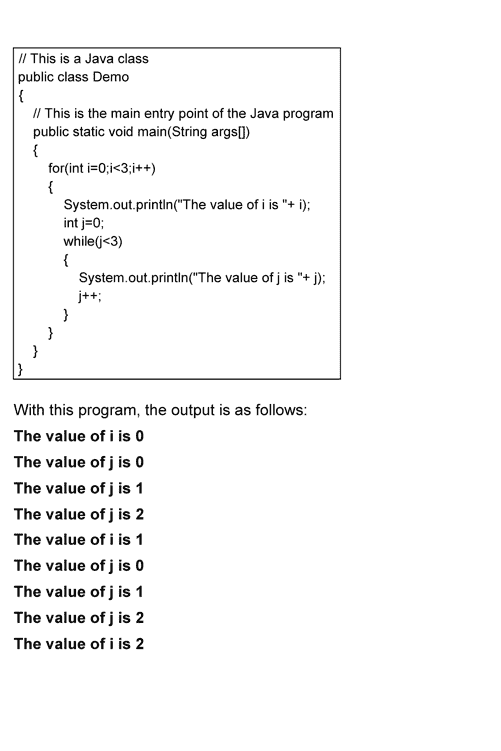 // This is a Java class
public class Demo
{
// This is the main entry point of the Java program
public static void main(String args[])
{
for(int i=0;i<3;i++)
{
System.out.println("The value of i is "+ i);
int j=0;
while(j<3)
{
System.out.println("The value of j is "+ j);
j++;
}
}
}
}
With this program, the output is as follows:
The value of i is 0
The value of j is 0
The value of j is 1
The value of j is 2
The value of i is 1
The value of j is 0
The value of j is 1
The value of j is 2
The value of i is 2